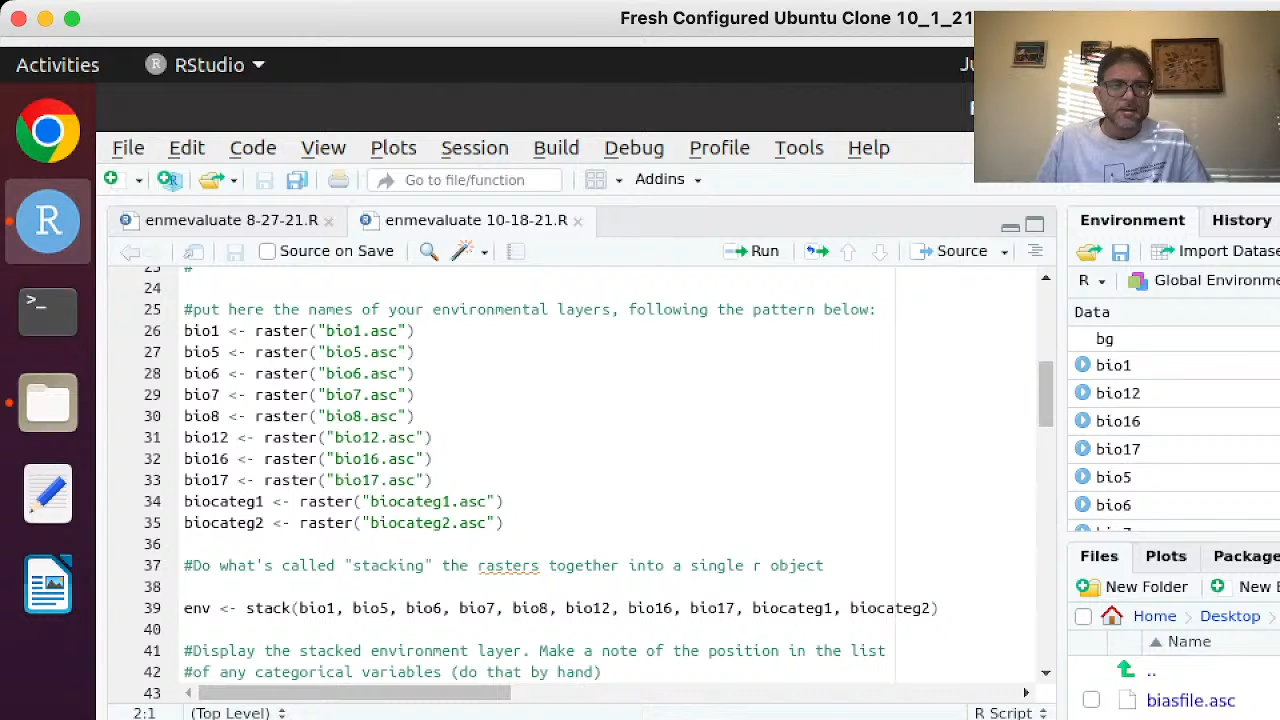 Fresh Configured Ubuntu Clone 10_1_21
Activities
RStudio
File Edit Code View Plots Session Build Debug Profile Tools Help
Go to file/function
Addins
enmevaluate 8-27-21.R
enmevaluate 10-18-21.R
Source on Save
Run
Source
23 #
24
25 #put here the names of your environmental layers, following the pattern below:
26 bio1 <- raster("bio1.asc")
27 bio5 <- raster("bio5.asc")
28 bio6 <- raster("bio6.asc")
29 bio7 <- raster("bio7.asc")
30 bio8 <- raster("bio8.asc")
31 bio12 <- raster("bio12.asc")
32 bio16 <- raster("bio16.asc")
33 bio17 <- raster("bio17.asc")
34 biocateg1 <- raster("biocateg1.asc")
35 biocateg2 <- raster("biocateg2.asc")
36
37 #Do what's called "stacking" the rasters together into a single r object
38
39 env <- stack(bio1, bio5, bio6, bio7, bio8, bio12, bio16, bio17, biocateg1, biocateg2)
40
41 #Display the stacked environment layer. Make a note of the position in the list
42 #of any categorical variables (do that by hand)
43
2:1 (Top Level) R Script
Environment History
Import Datase
R Global Environme
Data
bg
bio1
bio12
bio16
bio17
bio5
bio6
Files Plots Package
New Folder New B
Home Desktop
Name
..
biasfile.asc